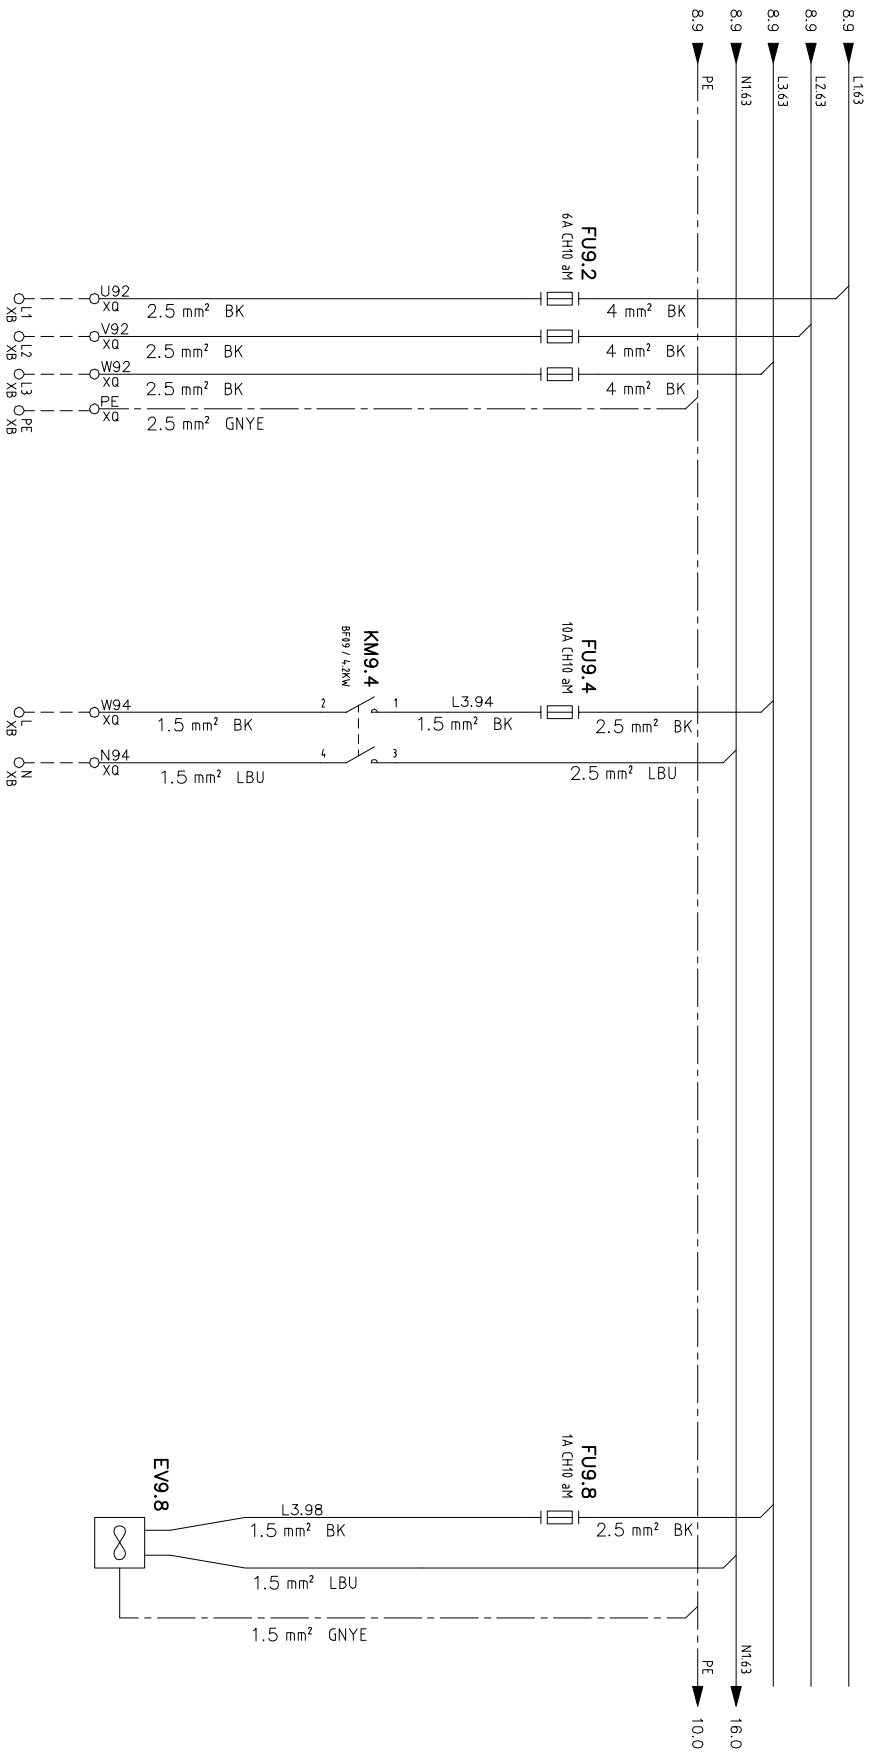 8.9
8.9
8.9
8.9
8.9
PE
N1.63
L3.63
L2.63
L1.63
FU9.2
6A CH10 aM
U92
XQ
L1
XB
2.5 mm² BK
4 mm² BK
V92
XQ
L2
XB
2.5 mm² BK
4 mm² BK
W92
XQ
L3
XB
2.5 mm² BK
4 mm² BK
PE
XQ
PE
XB
2.5 mm² GNYE
FU9.4
10A CH10 aM
KM9.4
BF09 / 4.2KW
W94
XQ
L
XB
1.5 mm² BK
2
1
L3.94
1.5 mm² BK
2.5 mm² BK
N94
XQ
N
XB
1.5 mm² LBU
4
3
2.5 mm² LBU
FU9.8
1A CH10 aM
EV9.8
L3.98
1.5 mm² BK
2.5 mm² BK
1.5 mm² LBU
1.5 mm² GNYE
PE
N1.63
10.0
16.0